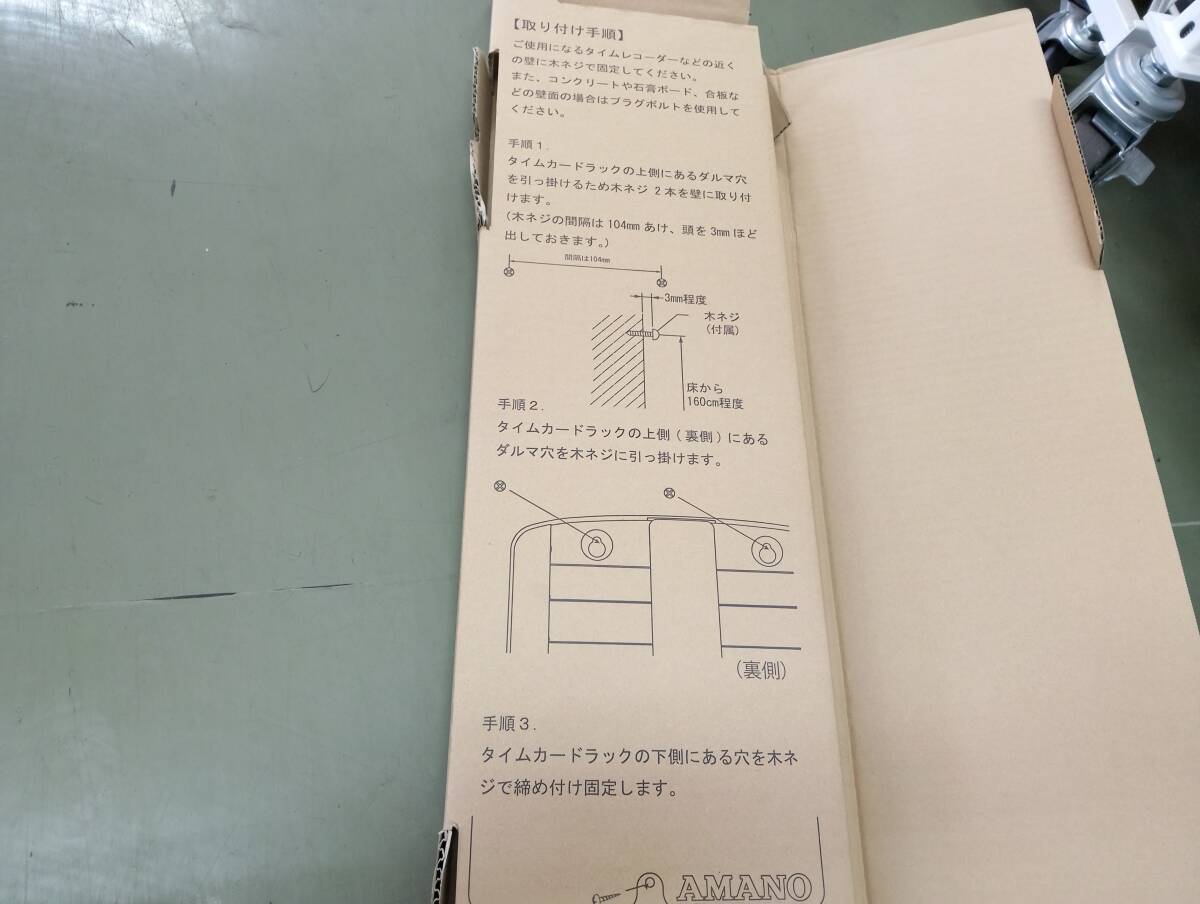 【取り付け手順】
ご使用になるタイムレコーダーなどの近く
の壁に木ネジで固定してください。
また、コンクリートや石膏ボード、合板な
どの壁面の場合はプラグボルトを使用して
ください。
手順1.
タイムカードラックの上側にあるダルマ穴
を引っ掛けるため木ネジ 2本を壁に取り付
けます。
(木ネジの間隔は104mmあけ、頭を3mmほど
出しておきます。)
間隔は104mm
3mm程度
木ネジ
(付属)
床から
160cm程度
手順2.
タイムカードラックの上側(裏側)にある
ダルマ穴を木ネジに引っ掛けます。
(裏側)
手順3.
タイムカードラックの下側にある穴を木ネ
ジで締め付け固定します。
AMANO